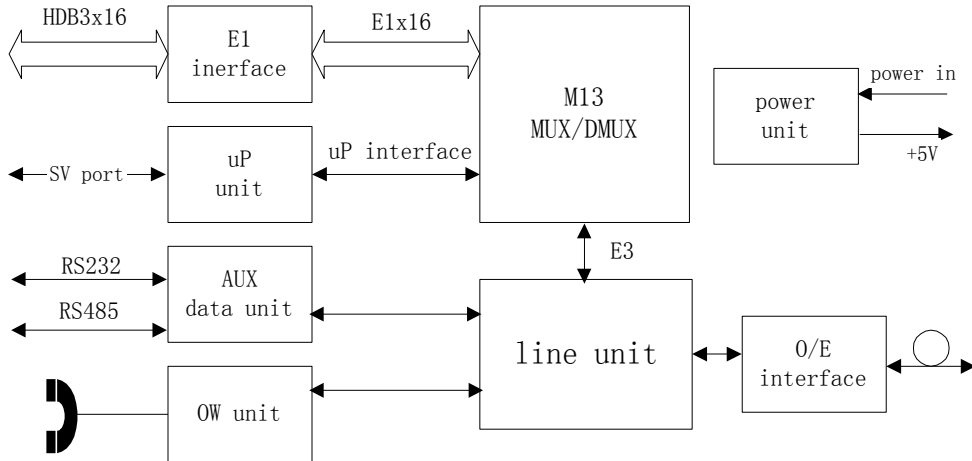 HDB3x16
E1
inerface
E1x16
M13
MUX/DMUX
power in
power
unit
+5V
SV port
uP
unit
uP interface
E3
RS232
RS485
AUX
data unit
line unit
O/E
interface
OW unit